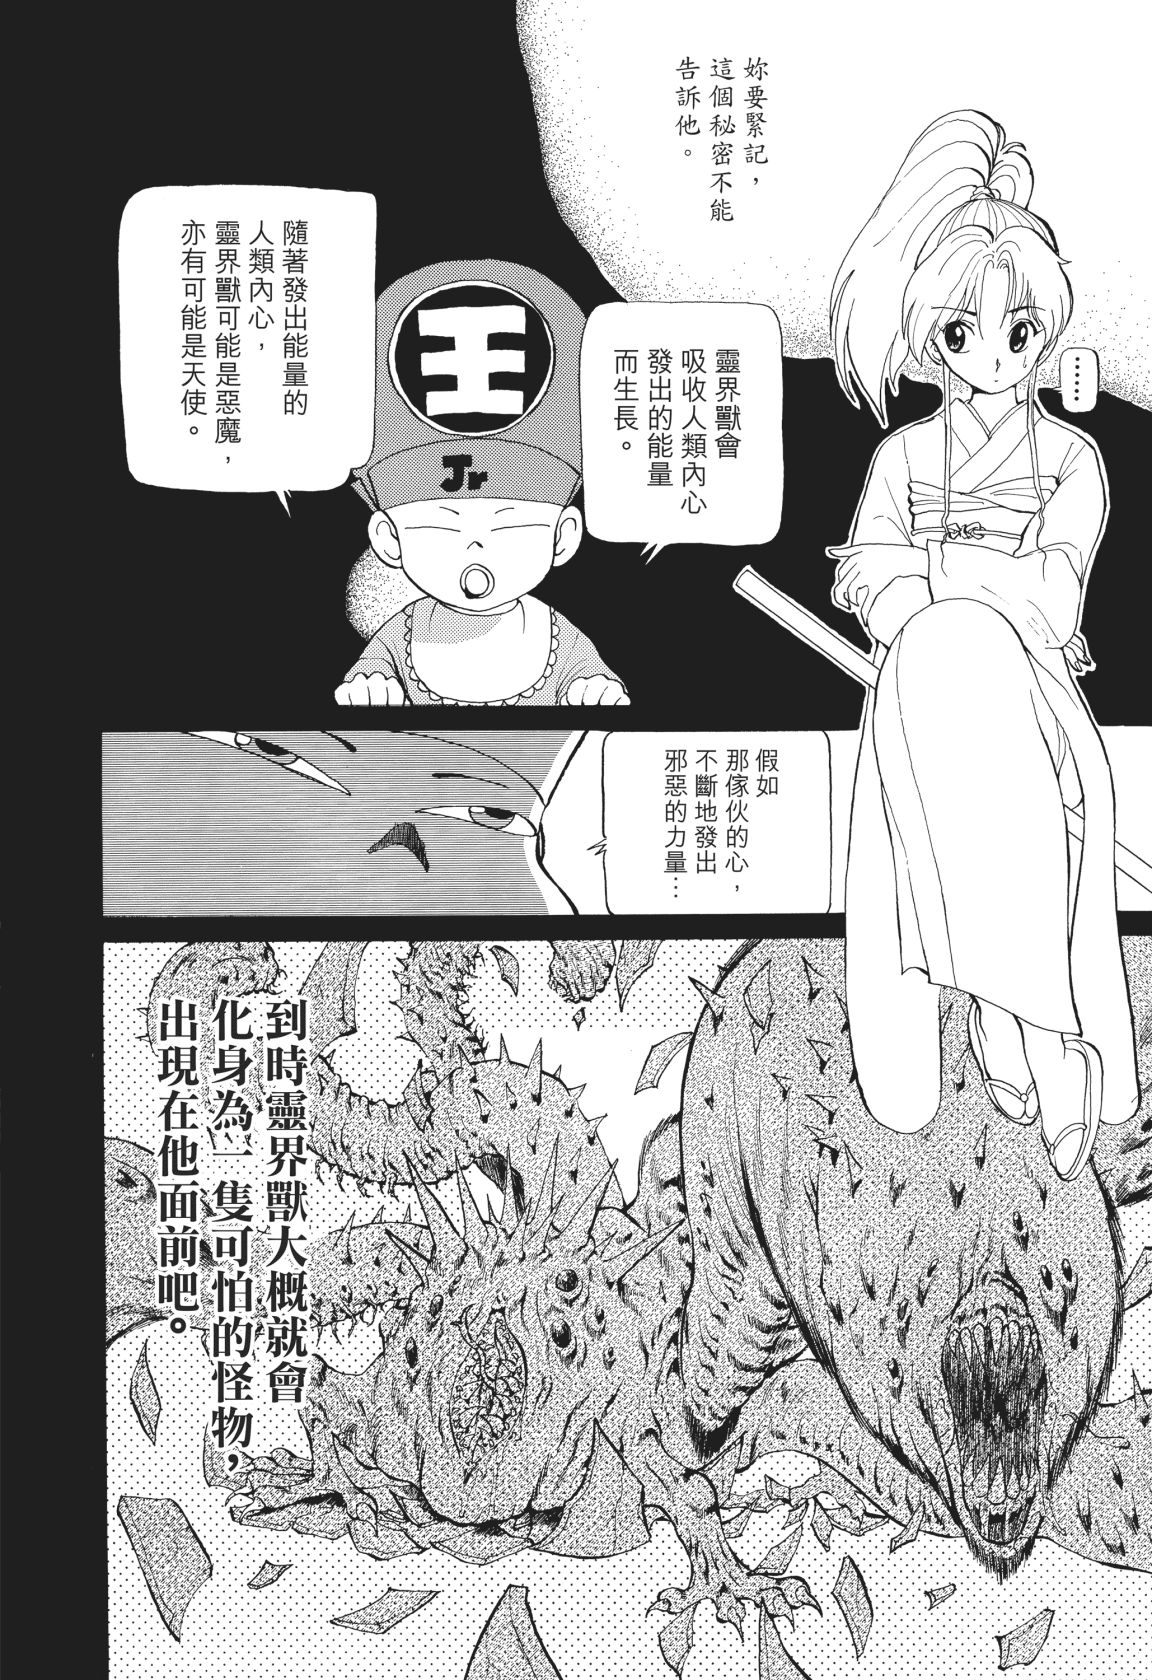 妳要緊記，
這個秘密不能
告訴他。
……
靈界獸會
吸收人類內心
發出的能量
而生長。
王
Jr
隨著發出能量的
人類內心，
靈界獸可能是惡魔，
亦有可能是天使。
假如
那傢伙的心，
不斷地發出
邪惡的力量…
到時靈界獸大概就會
化身為一隻可怕的怪物，
出現在他面前吧。